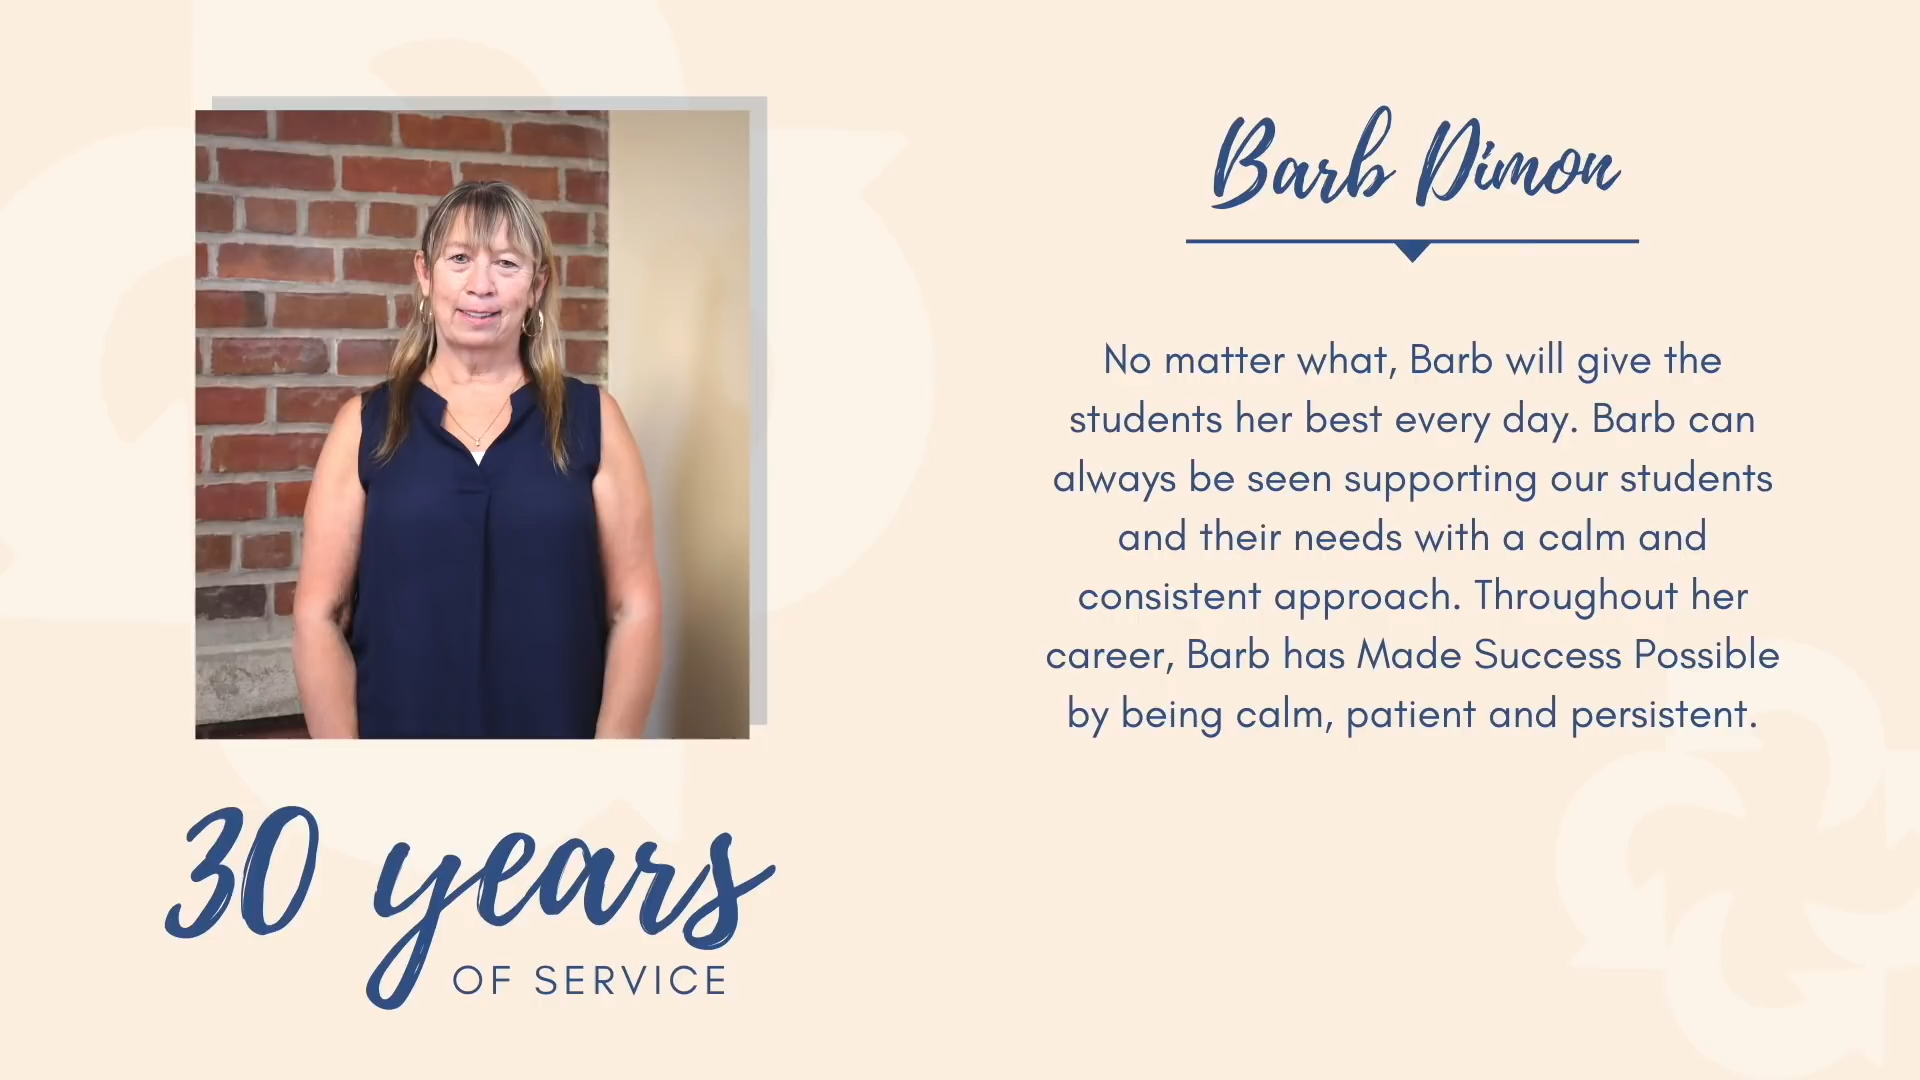 Barb Dimon
No matter what, Barb will give the
students her best every day. Barb can
always be seen supporting our students
and their needs with a calm and
consistent approach. Throughout her
career, Barb has Made Success Possible
by being calm, patient and persistent.
30 years
OF SERVICE